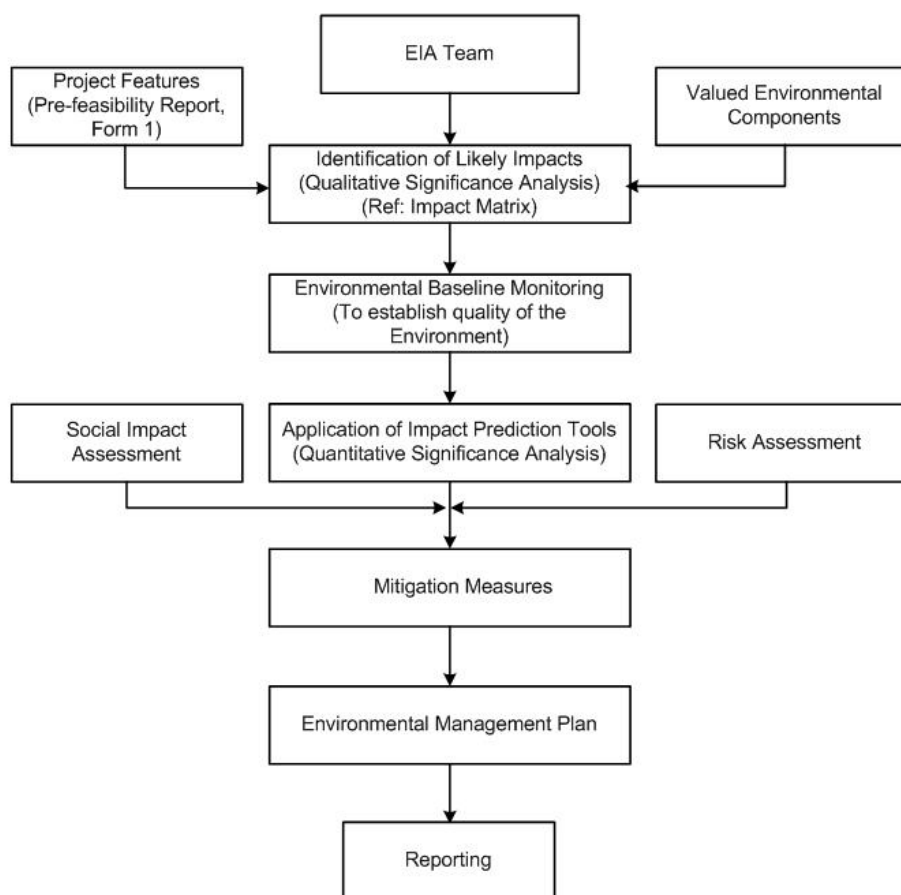 EIA Team
Project Features
(Pre-feasibility Report,
Form 1)
Valued Environmental
Components
Identification of Likely Impacts
(Qualitative Significance Analysis)
(Ref: Impact Matrix)
Environmental Baseline Monitoring
(To establish quality of the
Environment)
Social Impact
Assessment
Application of Impact Prediction Tools
(Quantitative Significance Analysis)
Risk Assessment
Mitigation Measures
Environmental Management Plan
Reporting